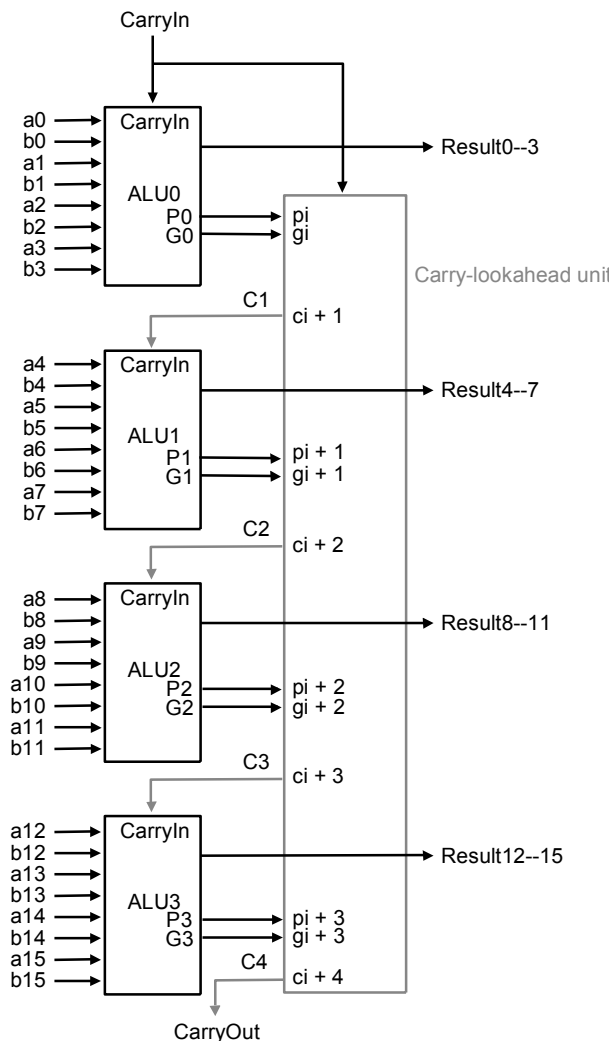 CarryIn
a0
CarryIn
b0
Result0--3
a1
b1
ALU0
a2
P0
pi
b2
G0
gi
a3
b3
Carry-lookahead unit
C1
ci + 1
a4
CarryIn
b4
Result4--7
a5
b5
ALU1
a6
P1
pi + 1
b6
G1
gi + 1
a7
b7
C2
ci + 2
a8
CarryIn
b8
Result8--11
a9
b9
ALU2
a10
P2
pi + 2
b10
G2
gi + 2
a11
b11
C3
ci + 3
a12
CarryIn
b12
Result12--15
a13
b13
ALU3
a14
P3
pi + 3
b14
G3
gi + 3
a15
C4
ci + 4
b15
CarryOut